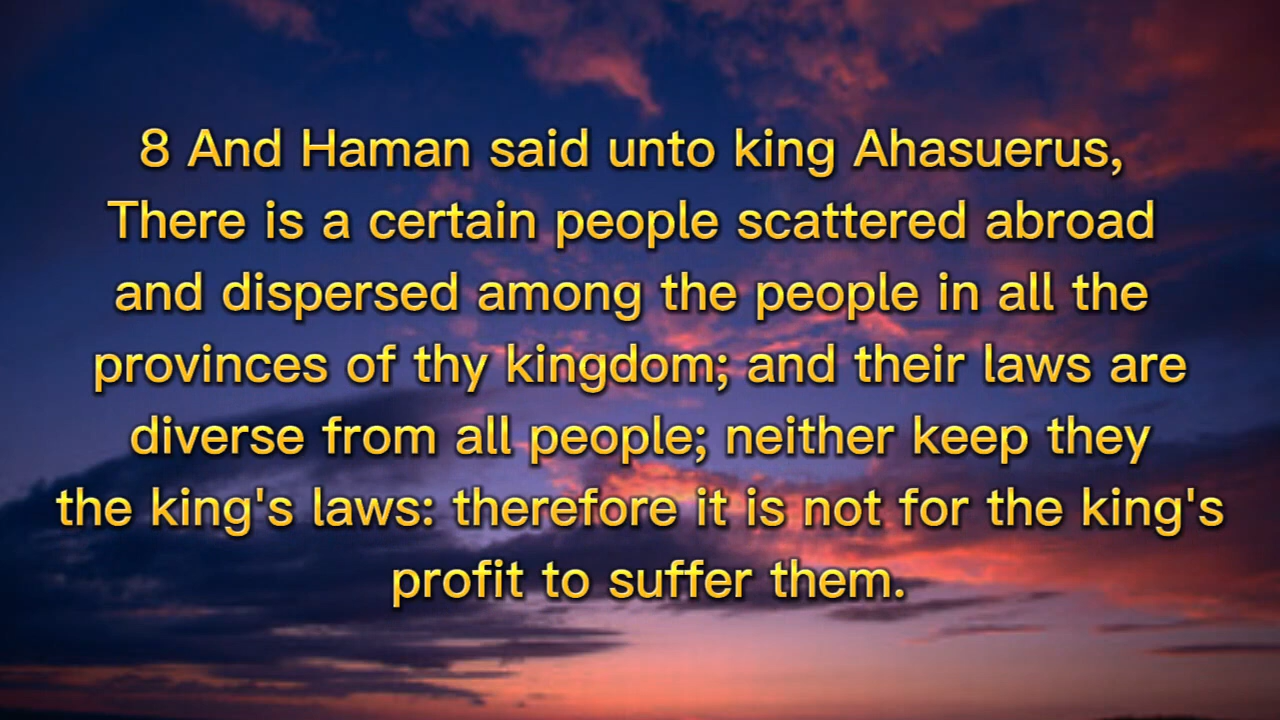 8 And Haman said unto king Ahasuerus,
There is a certain people scattered abroad
and dispersed among the people in all the
provinces of thy kingdom; and their laws are
diverse from all people; neither keep they
the king's laws: therefore it is not for the king's
profit to suffer them.